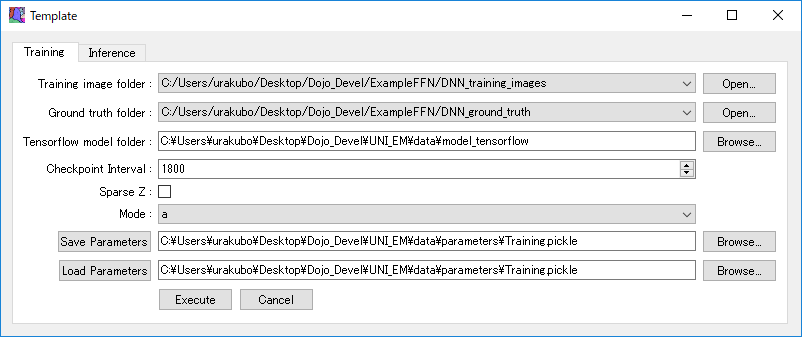 Template
Training Inference
Training image folder : C:/Users/urakubo/Desktop/Dojo_Devel/ExampleFFN/DNN_training_images Open...
Ground truth folder : C:/Users/urakubo/Desktop/Dojo_Devel/ExampleFFN/DNN_ground_truth Open...
Tensorflow model folder : C:¥Users¥urakubo¥Desktop¥Dojo_Devel¥UNI_EM¥data¥model_tensorflow Browse...
Checkpoint Interval : 1800
Sparse Z :
Mode : a
Save Parameters C:¥Users¥urakubo¥Desktop¥Dojo_Devel¥UNI_EM¥data¥parameters¥Training.pickle Browse...
Load Parameters C:¥Users¥urakubo¥Desktop¥Dojo_Devel¥UNI_EM¥data¥parameters¥Training.pickle Browse...
Execute Cancel